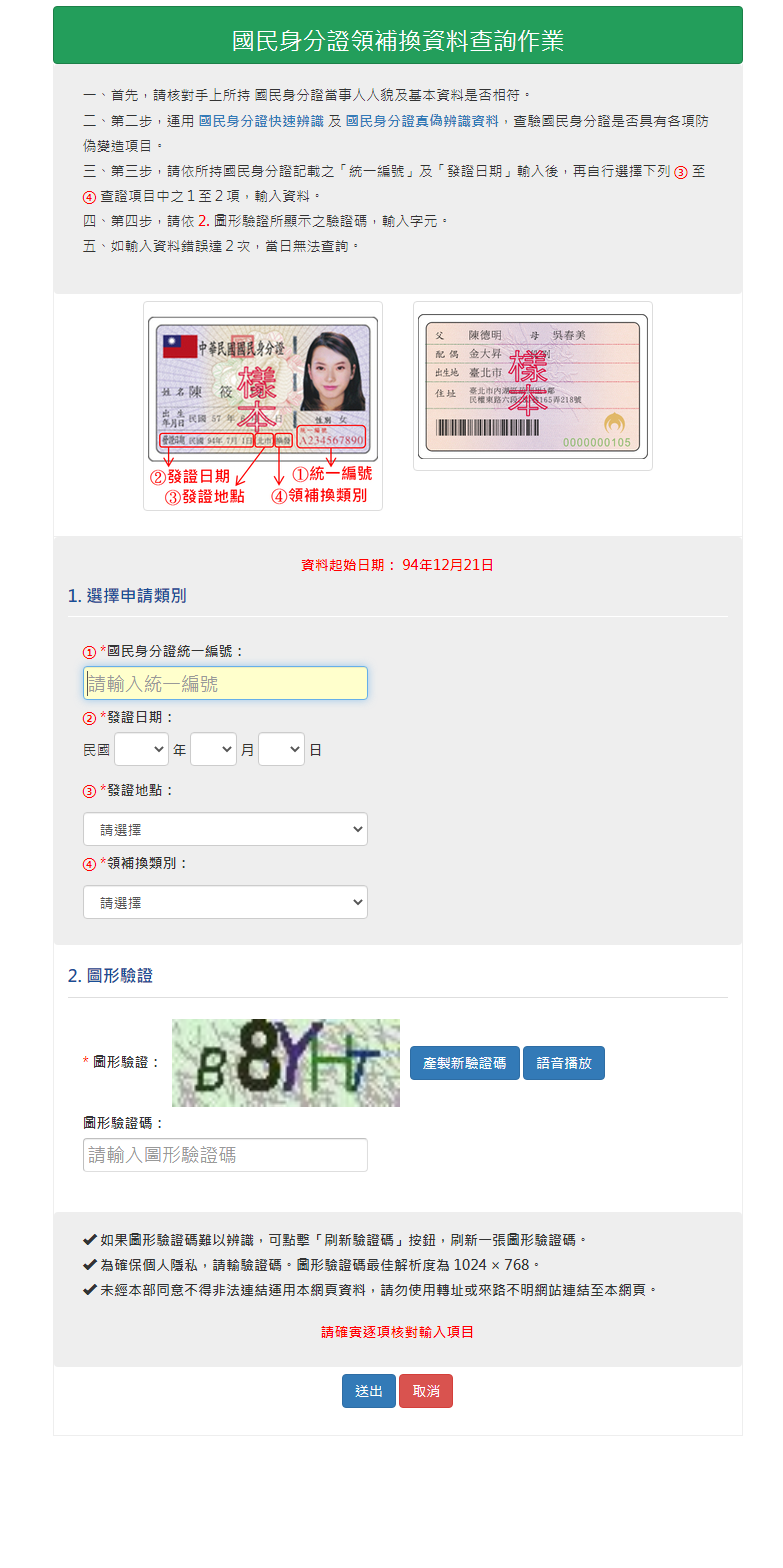 國民身分證領補換資料查詢作業
一、首先，請核對手上所持 國民身分證當事人人貌及基本資料是否相符。
二、第二步，運用 國民身分證快速辨識 及 國民身分證真偽辨識資料，查驗國民身分證是否具有各項防
偽變造項目。
三、第三步，請依所持國民身分證記載之「統一編號」及「發證日期」輸入後，再自行選擇下列 ③ 至
④ 查證項目中之１至２項，輸入資料。
四、第四步，請依 2. 圖形驗證所顯示之驗證碼，輸入字元。
五、如輸入資料錯誤達２次，當日無法查詢。
中華民國國民身分證
樣本
姓名 陳 筱
出生年月日 民國 57 年
性別 女
發證日期 民國 94年 7月 1日 北市 換發
統一編號
A234567890
②發證日期
①統一編號
③發證地點
④領補換類別
父 陳德明 母 吳春美
配偶 金大昇
出生地 臺北市
住址 臺北市內湖
民權東路六段 165弄218號
樣本
0000000105
資料起始日期： 94年12月21日
1. 選擇申請類別
① *國民身分證統一編號：
請輸入統一編號
② *發證日期：
民國 年 月 日
③ *發證地點：
請選擇
④ *領補換類別：
請選擇
2. 圖形驗證
* 圖形驗證：
B8YHT
產製新驗證碼 語音播放
圖形驗證碼：
請輸入圖形驗證碼
✔ 如果圖形驗證碼難以辨識，可點擊「刷新驗證碼」按鈕，刷新一張圖形驗證碼。
✔ 為確保個人隱私，請輸驗證碼。圖形驗證碼最佳解析度為 1024 × 768。
✔ 未經本部同意不得非法連結運用本網頁資料，請勿使用轉址或來路不明網站連結至本網頁。
請確實逐項核對輸入項目
送出 取消